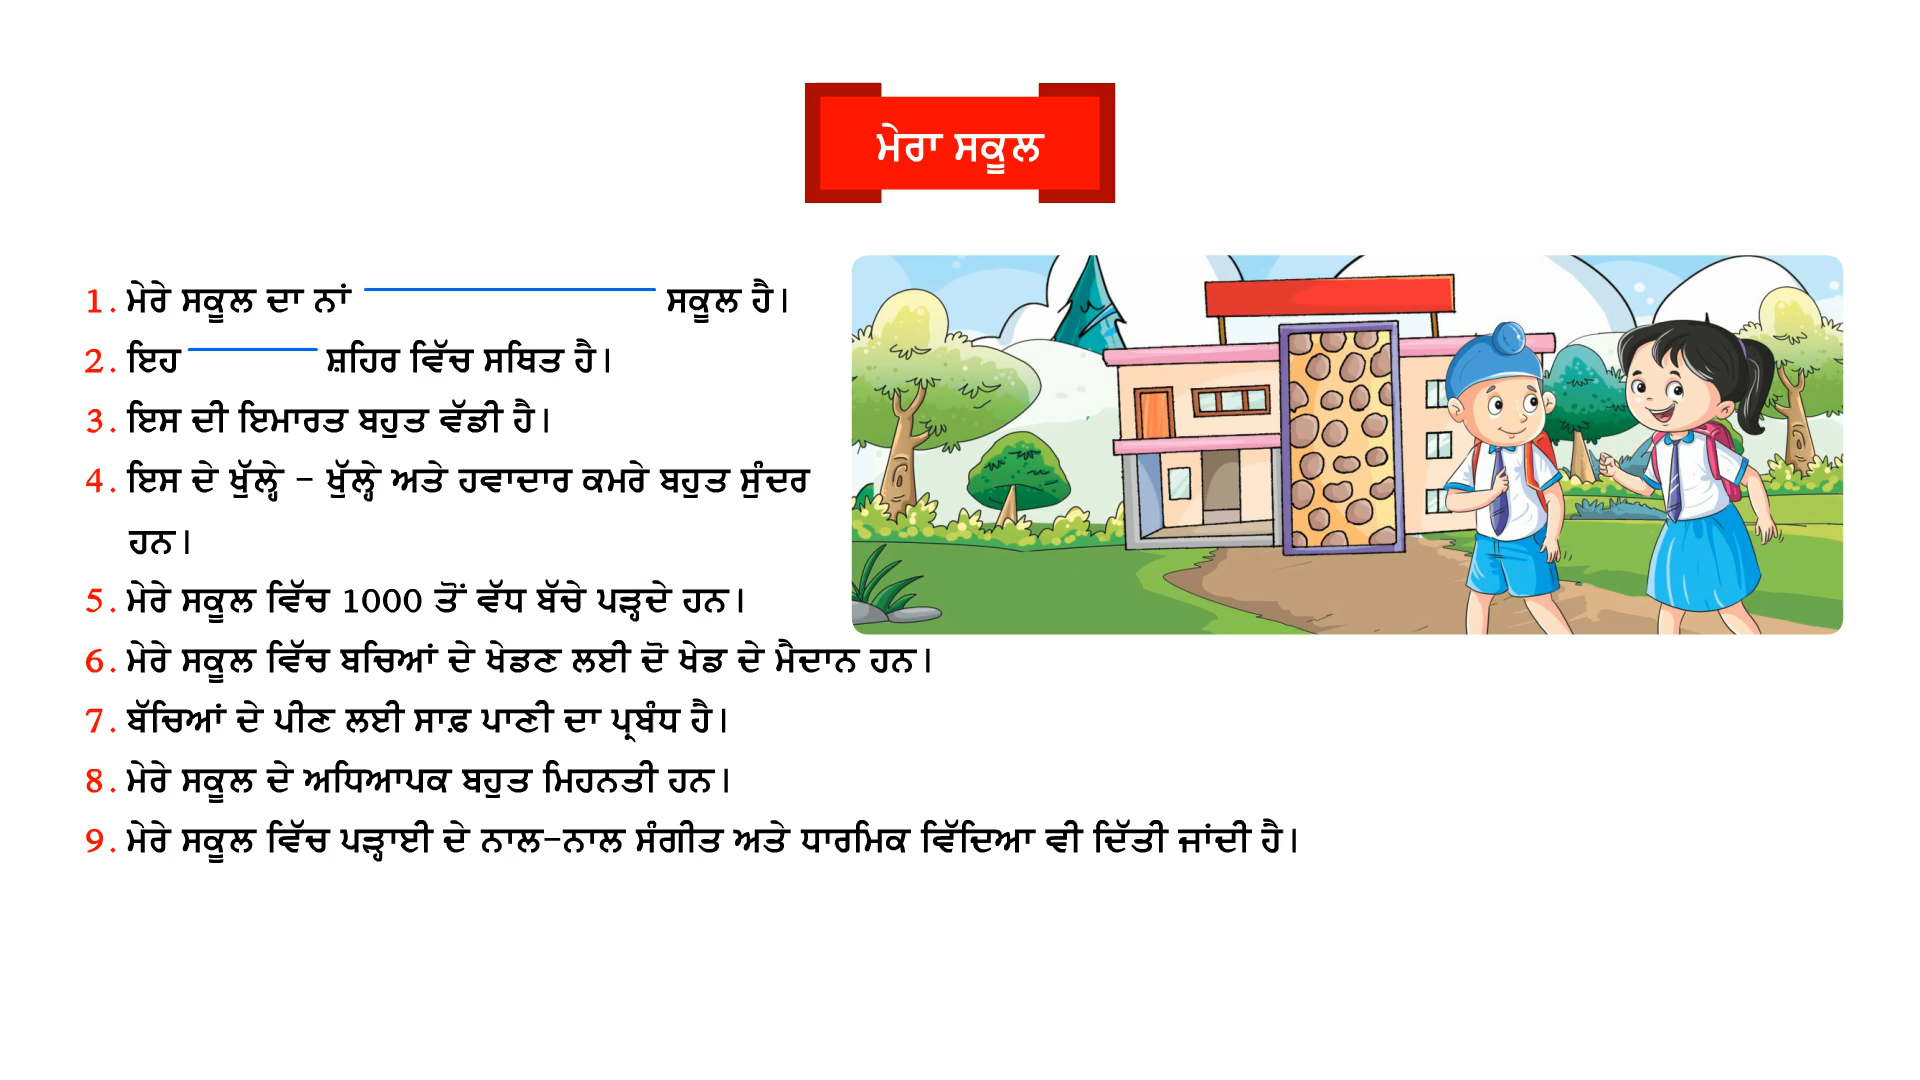 ਮੇਰਾ ਸਕੂਲ
1. ਮੇਰੇ ਸਕੂਲ ਦਾ ਨਾਂ __________ ਸਕੂਲ ਹੈ।
2. ਇਹ _____ ਸ਼ਹਿਰ ਵਿੱਚ ਸਥਿਤ ਹੈ।
3. ਇਸ ਦੀ ਇਮਾਰਤ ਬਹੁਤ ਵੱਡੀ ਹੈ।
4. ਇਸ ਦੇ ਖੁੱਲ੍ਹੇ - ਖੁੱਲ੍ਹੇ ਅਤੇ ਹਵਾਦਾਰ ਕਮਰੇ ਬਹੁਤ ਸੁੰਦਰ
ਹਨ।
5. ਮੇਰੇ ਸਕੂਲ ਵਿੱਚ 1000 ਤੋਂ ਵੱਧ ਬੱਚੇ ਪੜ੍ਹਦੇ ਹਨ।
6. ਮੇਰੇ ਸਕੂਲ ਵਿੱਚ ਬਚਿਆਂ ਦੇ ਖੇਡਣ ਲਈ ਦੋ ਖੇਡ ਦੇ ਮੈਦਾਨ ਹਨ।
7. ਬੱਚਿਆਂ ਦੇ ਪੀਣ ਲਈ ਸਾਫ਼ ਪਾਣੀ ਦਾ ਪ੍ਰਬੰਧ ਹੈ।
8. ਮੇਰੇ ਸਕੂਲ ਦੇ ਅਧਿਆਪਕ ਬਹੁਤ ਮਿਹਨਤੀ ਹਨ।
9. ਮੇਰੇ ਸਕੂਲ ਵਿੱਚ ਪੜ੍ਹਾਈ ਦੇ ਨਾਲ-ਨਾਲ ਸੰਗੀਤ ਅਤੇ ਧਾਰਮਿਕ ਵਿੱਦਿਆ ਵੀ ਦਿੱਤੀ ਜਾਂਦੀ ਹੈ।